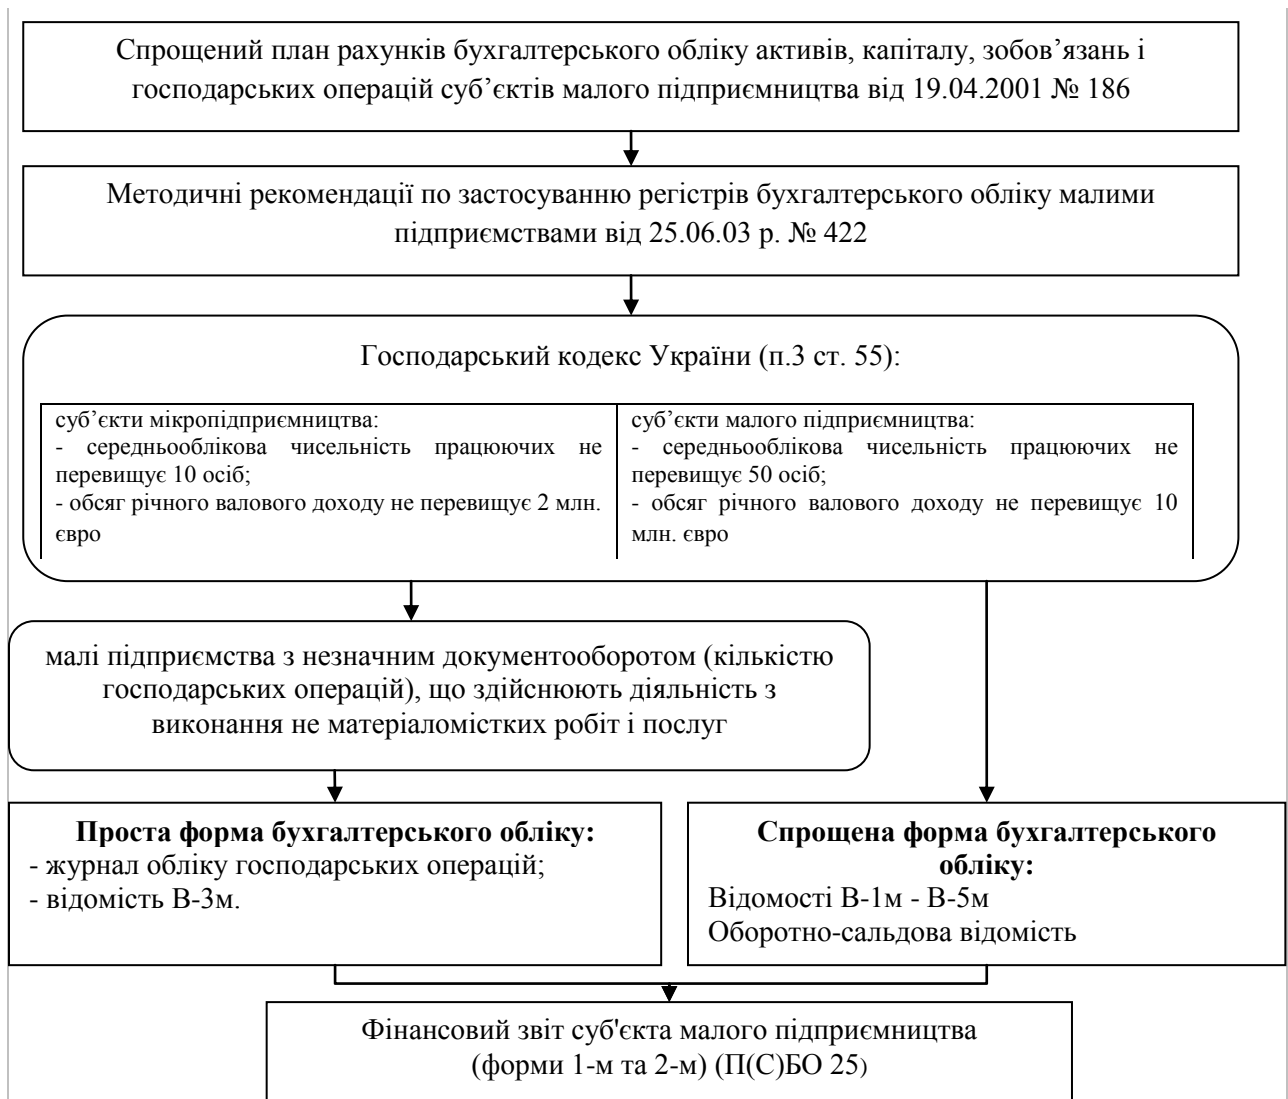 Спрощений план рахунків бухгалтерського обліку активів, капіталу, зобов’язань і
господарських операцій суб’єктів малого підприємництва від 19.04.2001 № 186
Методичні рекомендації по застосуванню регістрів бухгалтерського обліку малими
підприємствами від 25.06.03 р. № 422
Господарський кодекс України (п.3 ст. 55):
суб’єкти мікропідприємництва:
- середньооблікова чисельність працюючих не
перевищує 10 осіб;
- обсяг річного валового доходу не перевищує 2 млн.
євро
суб’єкти малого підприємництва:
- середньооблікова чисельність працюючих не
перевищує 50 осіб;
- обсяг річного валового доходу не перевищує 10
млн. євро
малі підприємства з незначним документооборотом (кількістю
господарських операцій), що здійснюють діяльність з
виконання не матеріаломістких робіт і послуг
Проста форма бухгалтерського обліку:
- журнал обліку господарських операцій;
- відомість В-3м.
Спрощена форма бухгалтерського
обліку:
Відомості В-1м - В-5м
Оборотно-сальдова відомість
Фінансовий звіт суб'єкта малого підприємництва
(форми 1-м та 2-м) (П(С)БО 25)